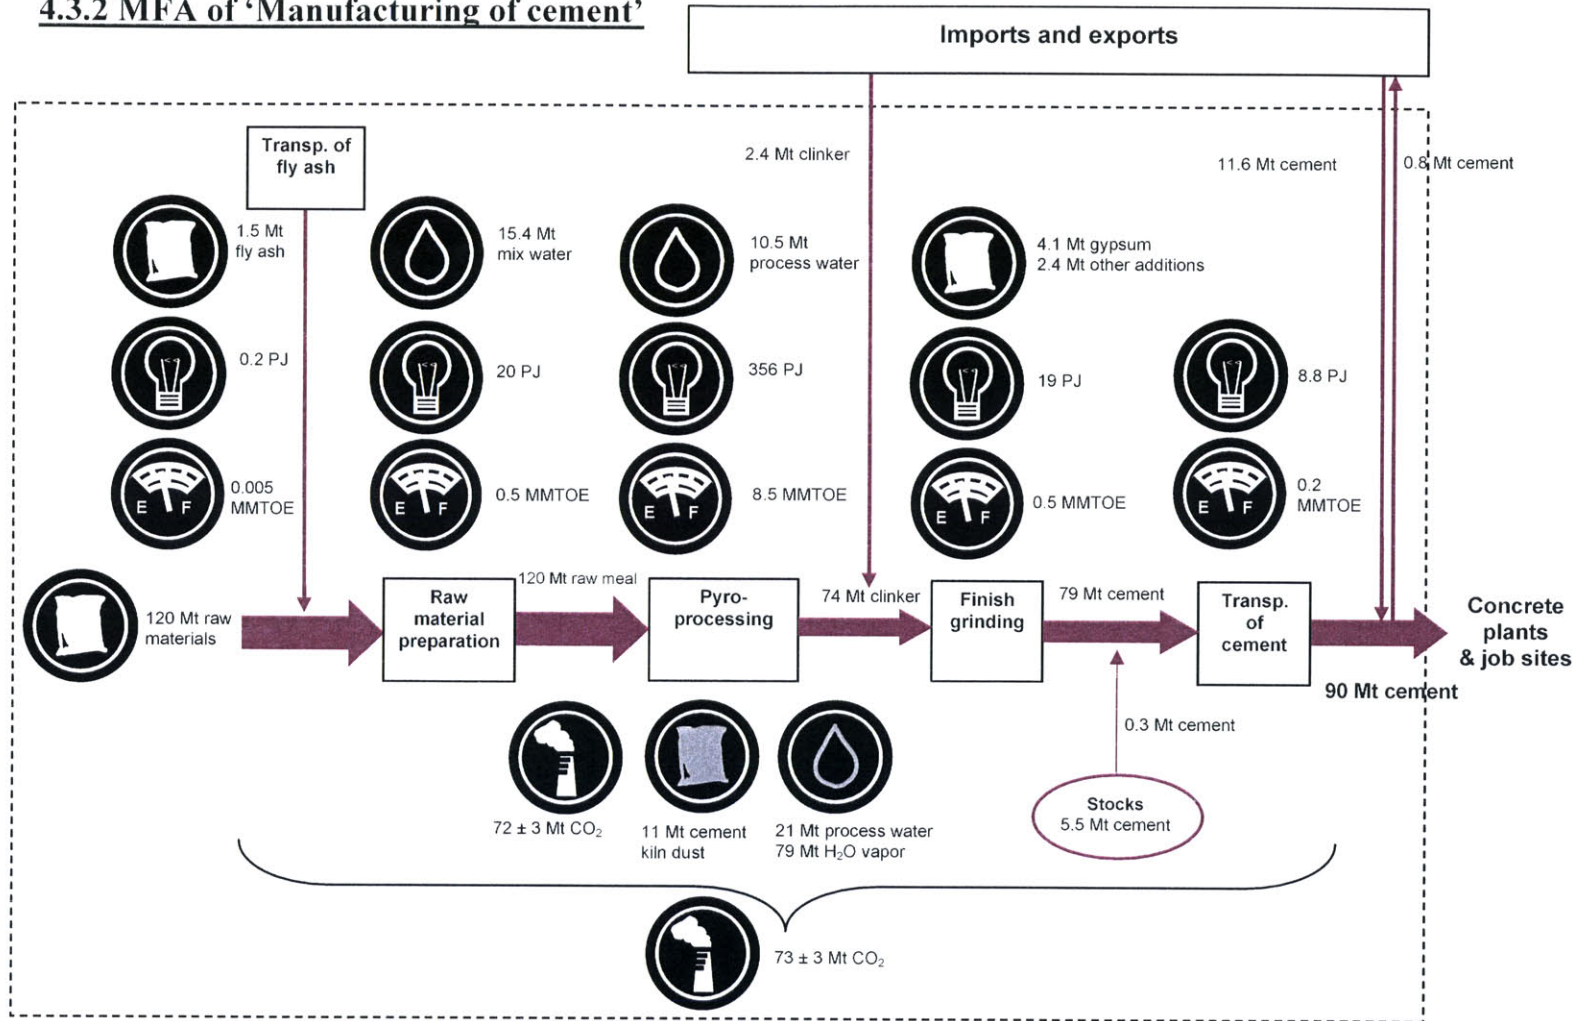 4.3.2 MFA of ‘Manufacturing of cement’
Imports and exports
Transp. of
fly ash
2.4 Mt clinker
11.6 Mt cement
0.8 Mt cement
1.5 Mt
fly ash
15.4 Mt
mix water
10.5 Mt
process water
4.1 Mt gypsum
2.4 Mt other additions
0.2 PJ
20 PJ
356 PJ
19 PJ
8.8 PJ
E F
0.005
MMTOE
E F
0.5 MMTOE
E F
8.5 MMTOE
E F
0.5 MMTOE
E F
0.2
MMTOE
120 Mt raw
materials
Raw
material
preparation
120 Mt raw meal
Pyro-
processing
74 Mt clinker
Finish
grinding
79 Mt cement
Transp.
of
cement
Concrete
plants
& job sites
90 Mt cement
0.3 Mt cement
Stocks
5.5 Mt cement
72 ± 3 Mt CO₂
11 Mt cement
kiln dust
21 Mt process water
79 Mt H₂O vapor
73 ± 3 Mt CO₂